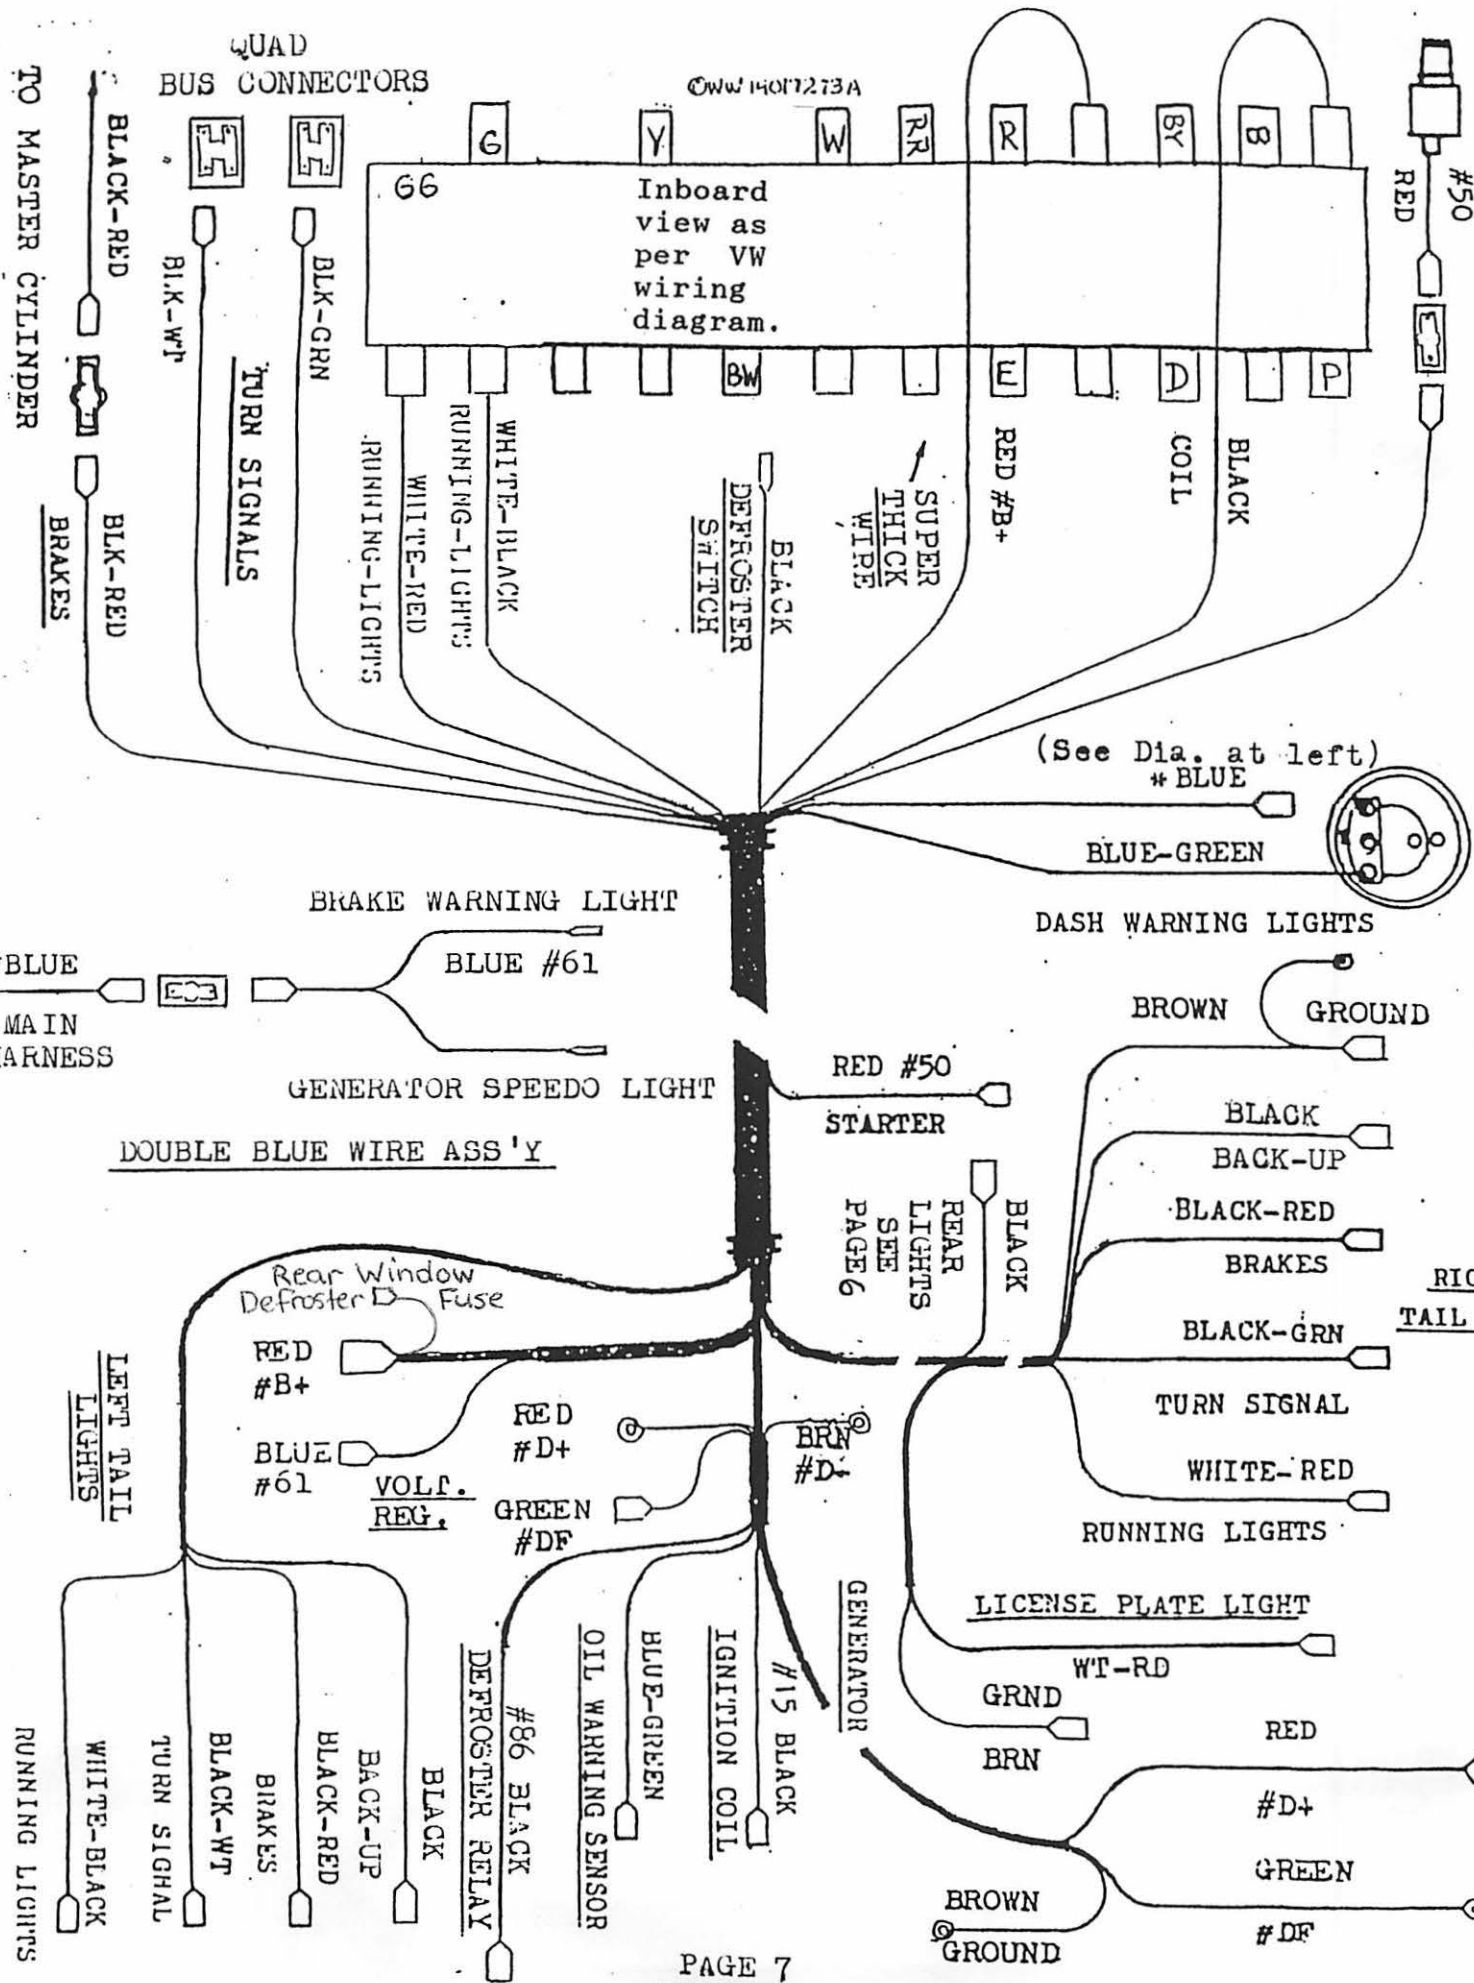 QUAD
BUS CONNECTORS
TO MASTER CYLINDER
BLACK-RED
BLK-WT
BLK-GRN
TURN SIGNALS
BLK-RED
BRAKES
G
Y
W
RR
R
BY
B
G6
Inboard
view as
per VW
wiring
diagram.
BW
E
D
P
#50
RED
WHITE-BLACK
RUNNING-LIGHTS
WHITE-RED
RUNNING-LIGHTS
BLACK
DEFROSTER
SWITCH
SUPER
THICK
WIRE
RED #B+
COIL
BLACK
(See Dia. at left)
* BLUE
BLUE-GREEN
DASH WARNING LIGHTS
BRAKE WARNING LIGHT
BLUE #61
BLUE
MAIN
GENERATOR SPEEDO LIGHT
DOUBLE BLUE WIRE ASS'Y
RED #50
STARTER
BROWN
GROUND
BLACK
BACK-UP
BLACK-RED
BRAKES
BLACK-GRN
TURN SIGNAL
WHITE-RED
RUNNING LIGHTS
TAIL
BLACK
REAR
LIGHTS
SEE
PAGE 6
Rear Window
Defroster Fuse
RED
#B+
BLUE
#61
VOLT.
REG.
RED
#D+
GREEN
#DF
BRN
#D-
LEFT TAIL
LIGHTS
LICENSE PLATE LIGHT
WT-RD
GRND
BRN
GENERATOR
RED
#D+
GREEN
#DF
BROWN
GROUND
#15 BLACK
IGNITION COIL
BLUE-GREEN
OIL WARNING SENSOR
#86 BLACK
DEFROSTER RELAY
BLACK
BACK-UP
BLACK-RED
BRAKES
BLACK-WT
TURN SIGNAL
WHITE-BLACK
RUNNING LIGHTS
PAGE 7